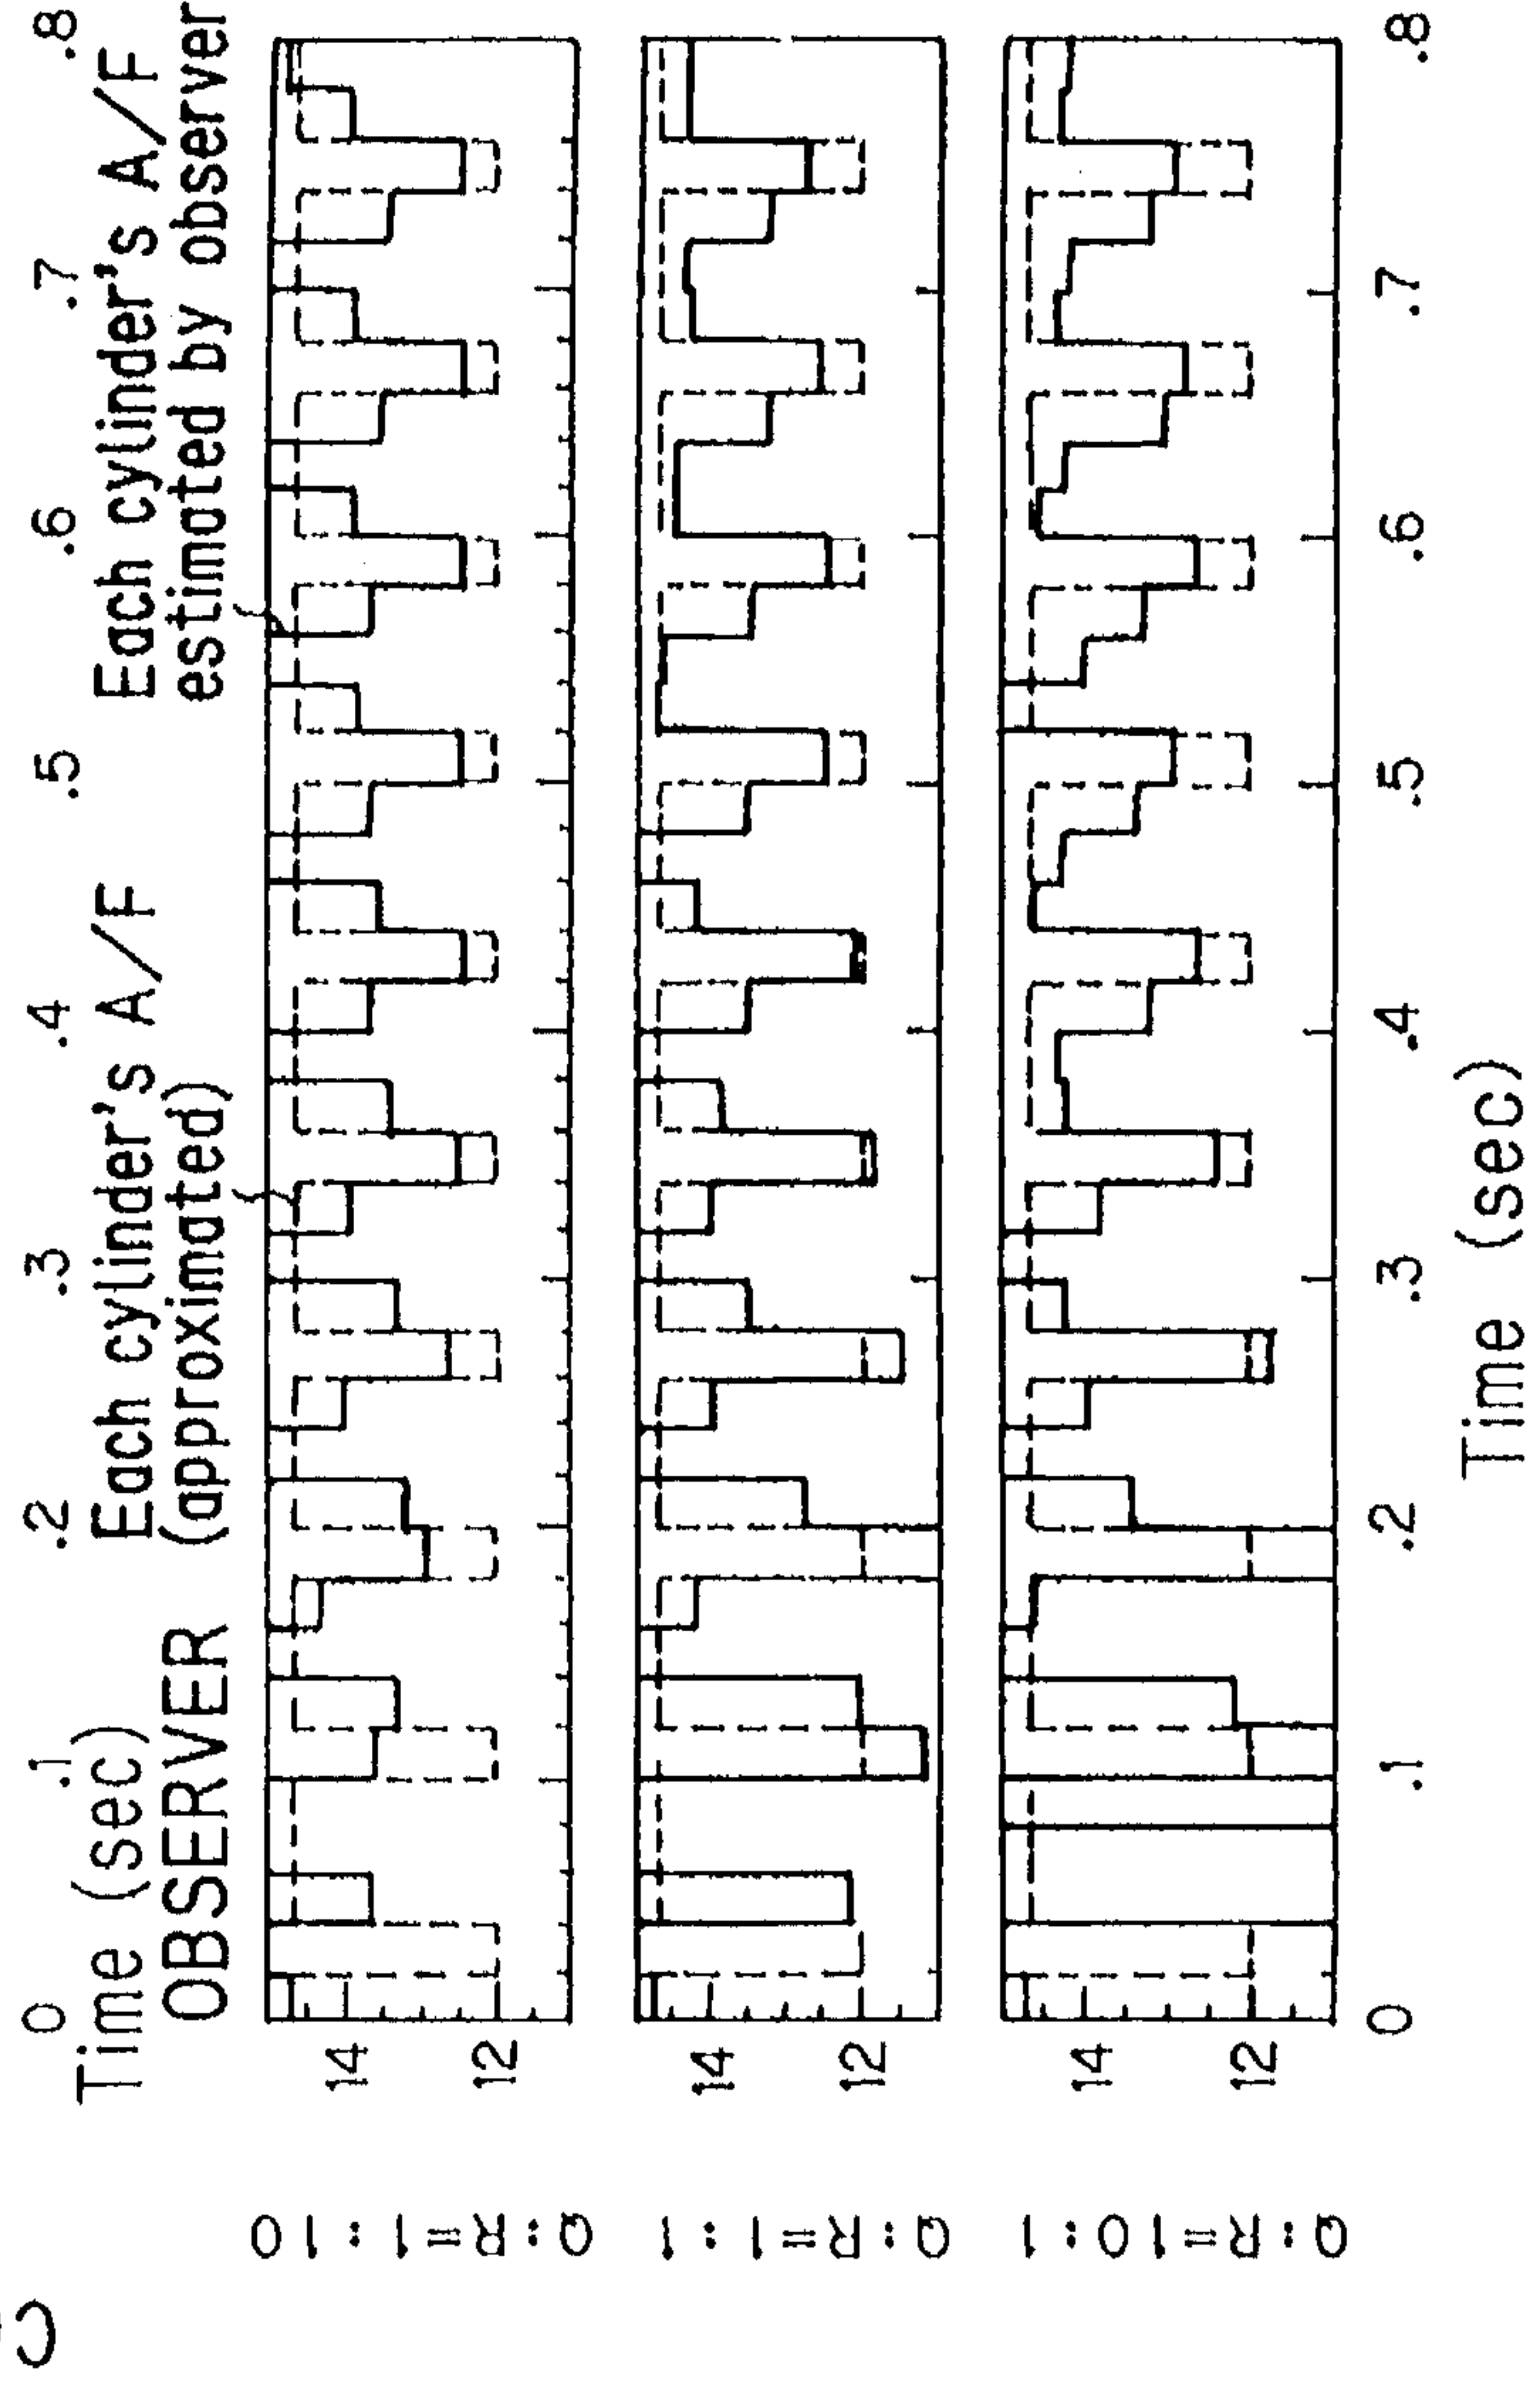 0 .1 .2 .3 .4 .5 .6 .7 .8
Time (sec)
OBSERVER
Each cylinder's A/F
(approximated)
Each cylinder's A/F
estimated by observer
Q:R=1:10
14
12
Q:R=1:1
14
12
Q:R=10:1
14
12
0 .1 .2 .3 .4 .5 .6 .7 .8
Time (sec)